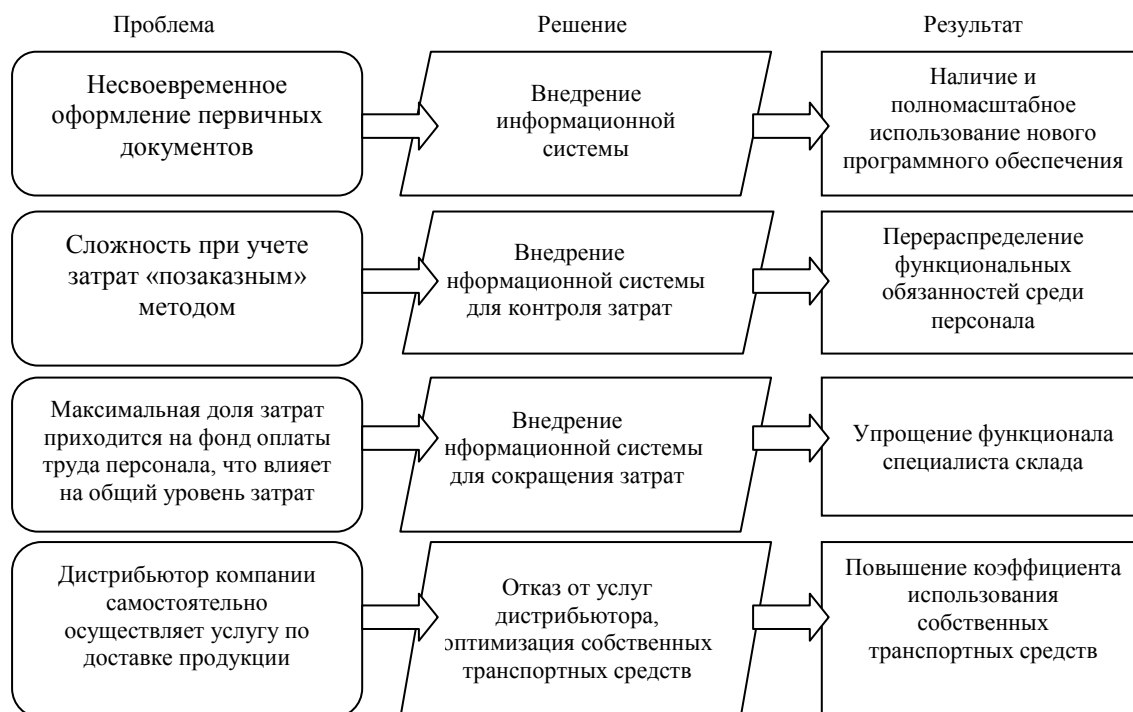 Проблема
Решение
Результат
Несвоевременное
оформление первичных
документов
Внедрение
информационной
системы
Наличие и
полномасштабное
использование нового
программного обеспечения
Сложность при учете
затрат «позаказным»
методом
Внедрение
нформационной системы
для контроля затрат
Перераспределение
функциональных
обязанностей среди
персонала
Максимальная доля затрат
приходится на фонд оплаты
труда персонала, что влияет
на общий уровень затрат
Внедрение
нформационной системы
для сокращения затрат
Упрощение функционала
специалиста склада
Дистрибьютор компании
самостоятельно
осуществляет услугу по
доставке продукции
Отказ от услуг
дистрибьютора,
оптимизация собственных
транспортных средств
Повышение коэффициента
использования
собственных
транспортных средств